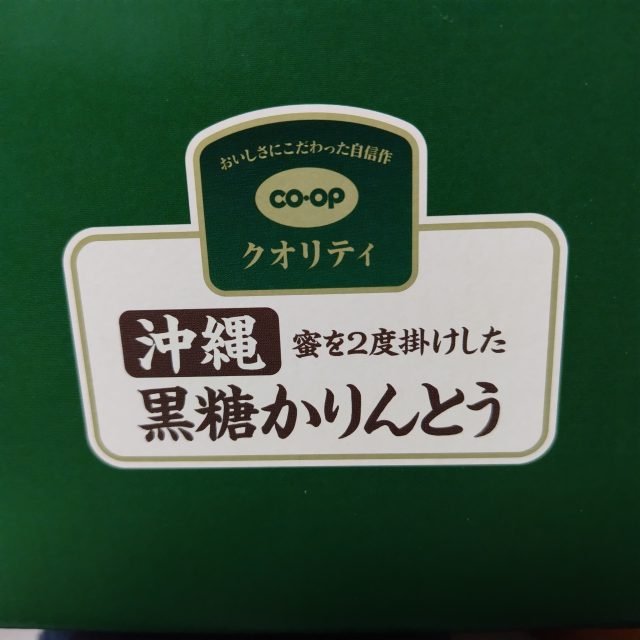 おいしさにこだわった自信作
CO・OP
クオリティ
沖縄 蜜を2度掛けした
黒糖かりんとう